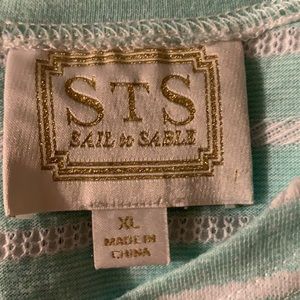 STS
SAIL to SABLE
XL
MADE IN
CHINA